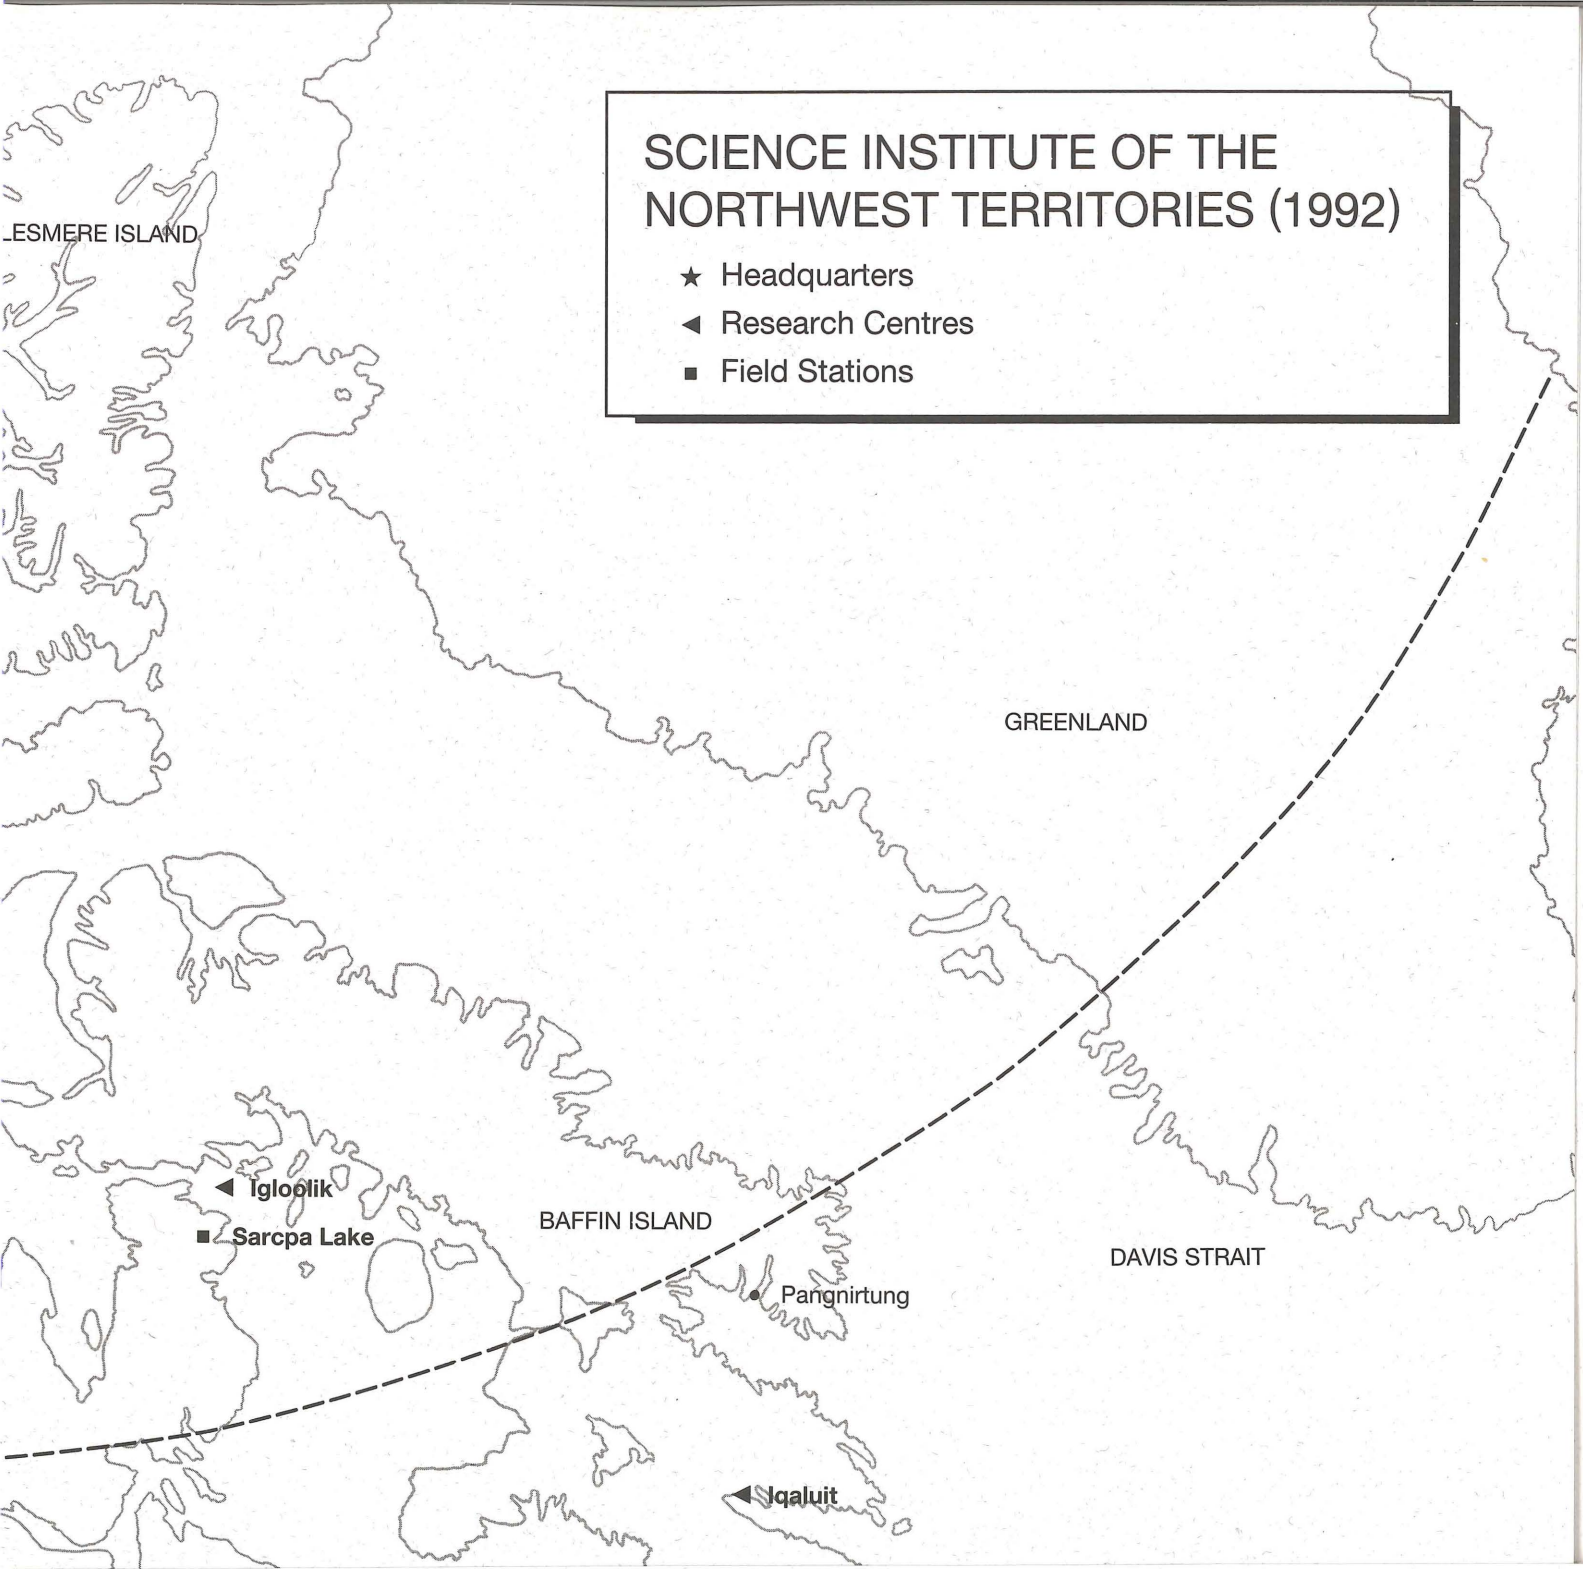 SCIENCE INSTITUTE OF THE
NORTHWEST TERRITORIES (1992)
★ Headquarters
◄ Research Centres
■ Field Stations
LESMERE ISLAND
GREENLAND
Igloolik
Sarcpa Lake
BAFFIN ISLAND
DAVIS STRAIT
Pangnirtung
Iqaluit